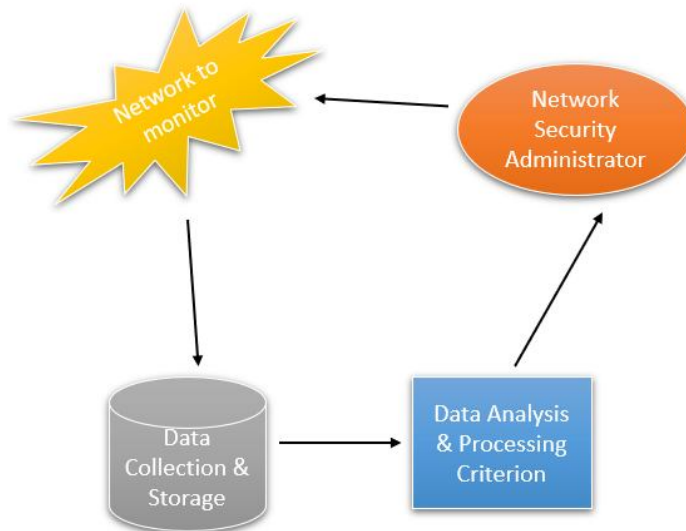 Network to
monitor
Network
Security
Administrator
Data
Collection &
Storage
Data Analysis
& Processing
Criterion